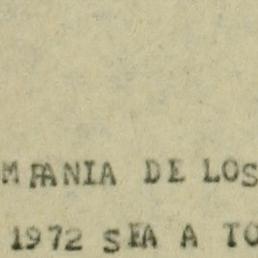 MPANIA DE LOS
1972 SEA A TO